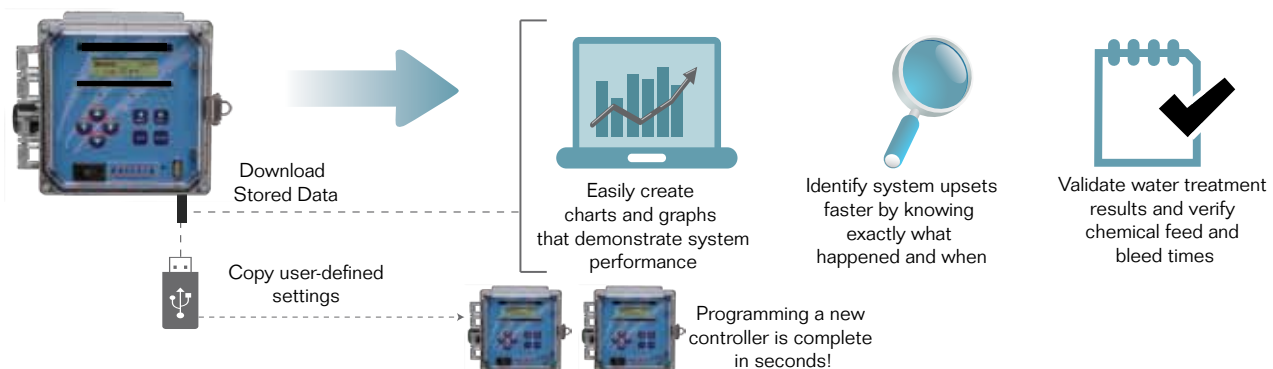 Download
Stored Data
Easily create
charts and graphs
that demonstrate system
performance
Identify system upsets
faster by knowing
exactly what
happened and when
Validate water treatment
results and verify
chemical feed and
bleed times
Copy user-defined
settings
Programming a new
controller is complete
in seconds!